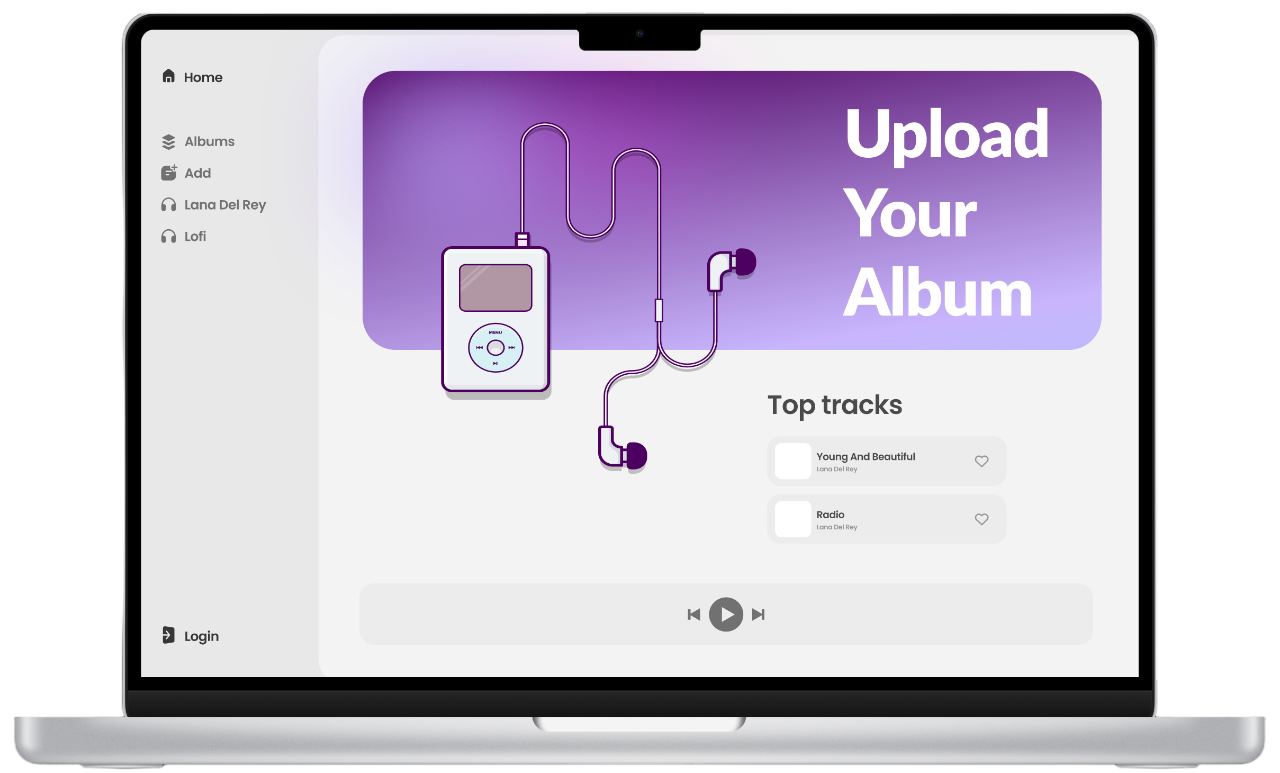 Home
Albums
Add
Lana Del Rey
Lofi
Login
Upload
Your
Album
MENU
Top tracks
Young And Beautiful
Lana Del Rey
Radio
Lana Del Rey